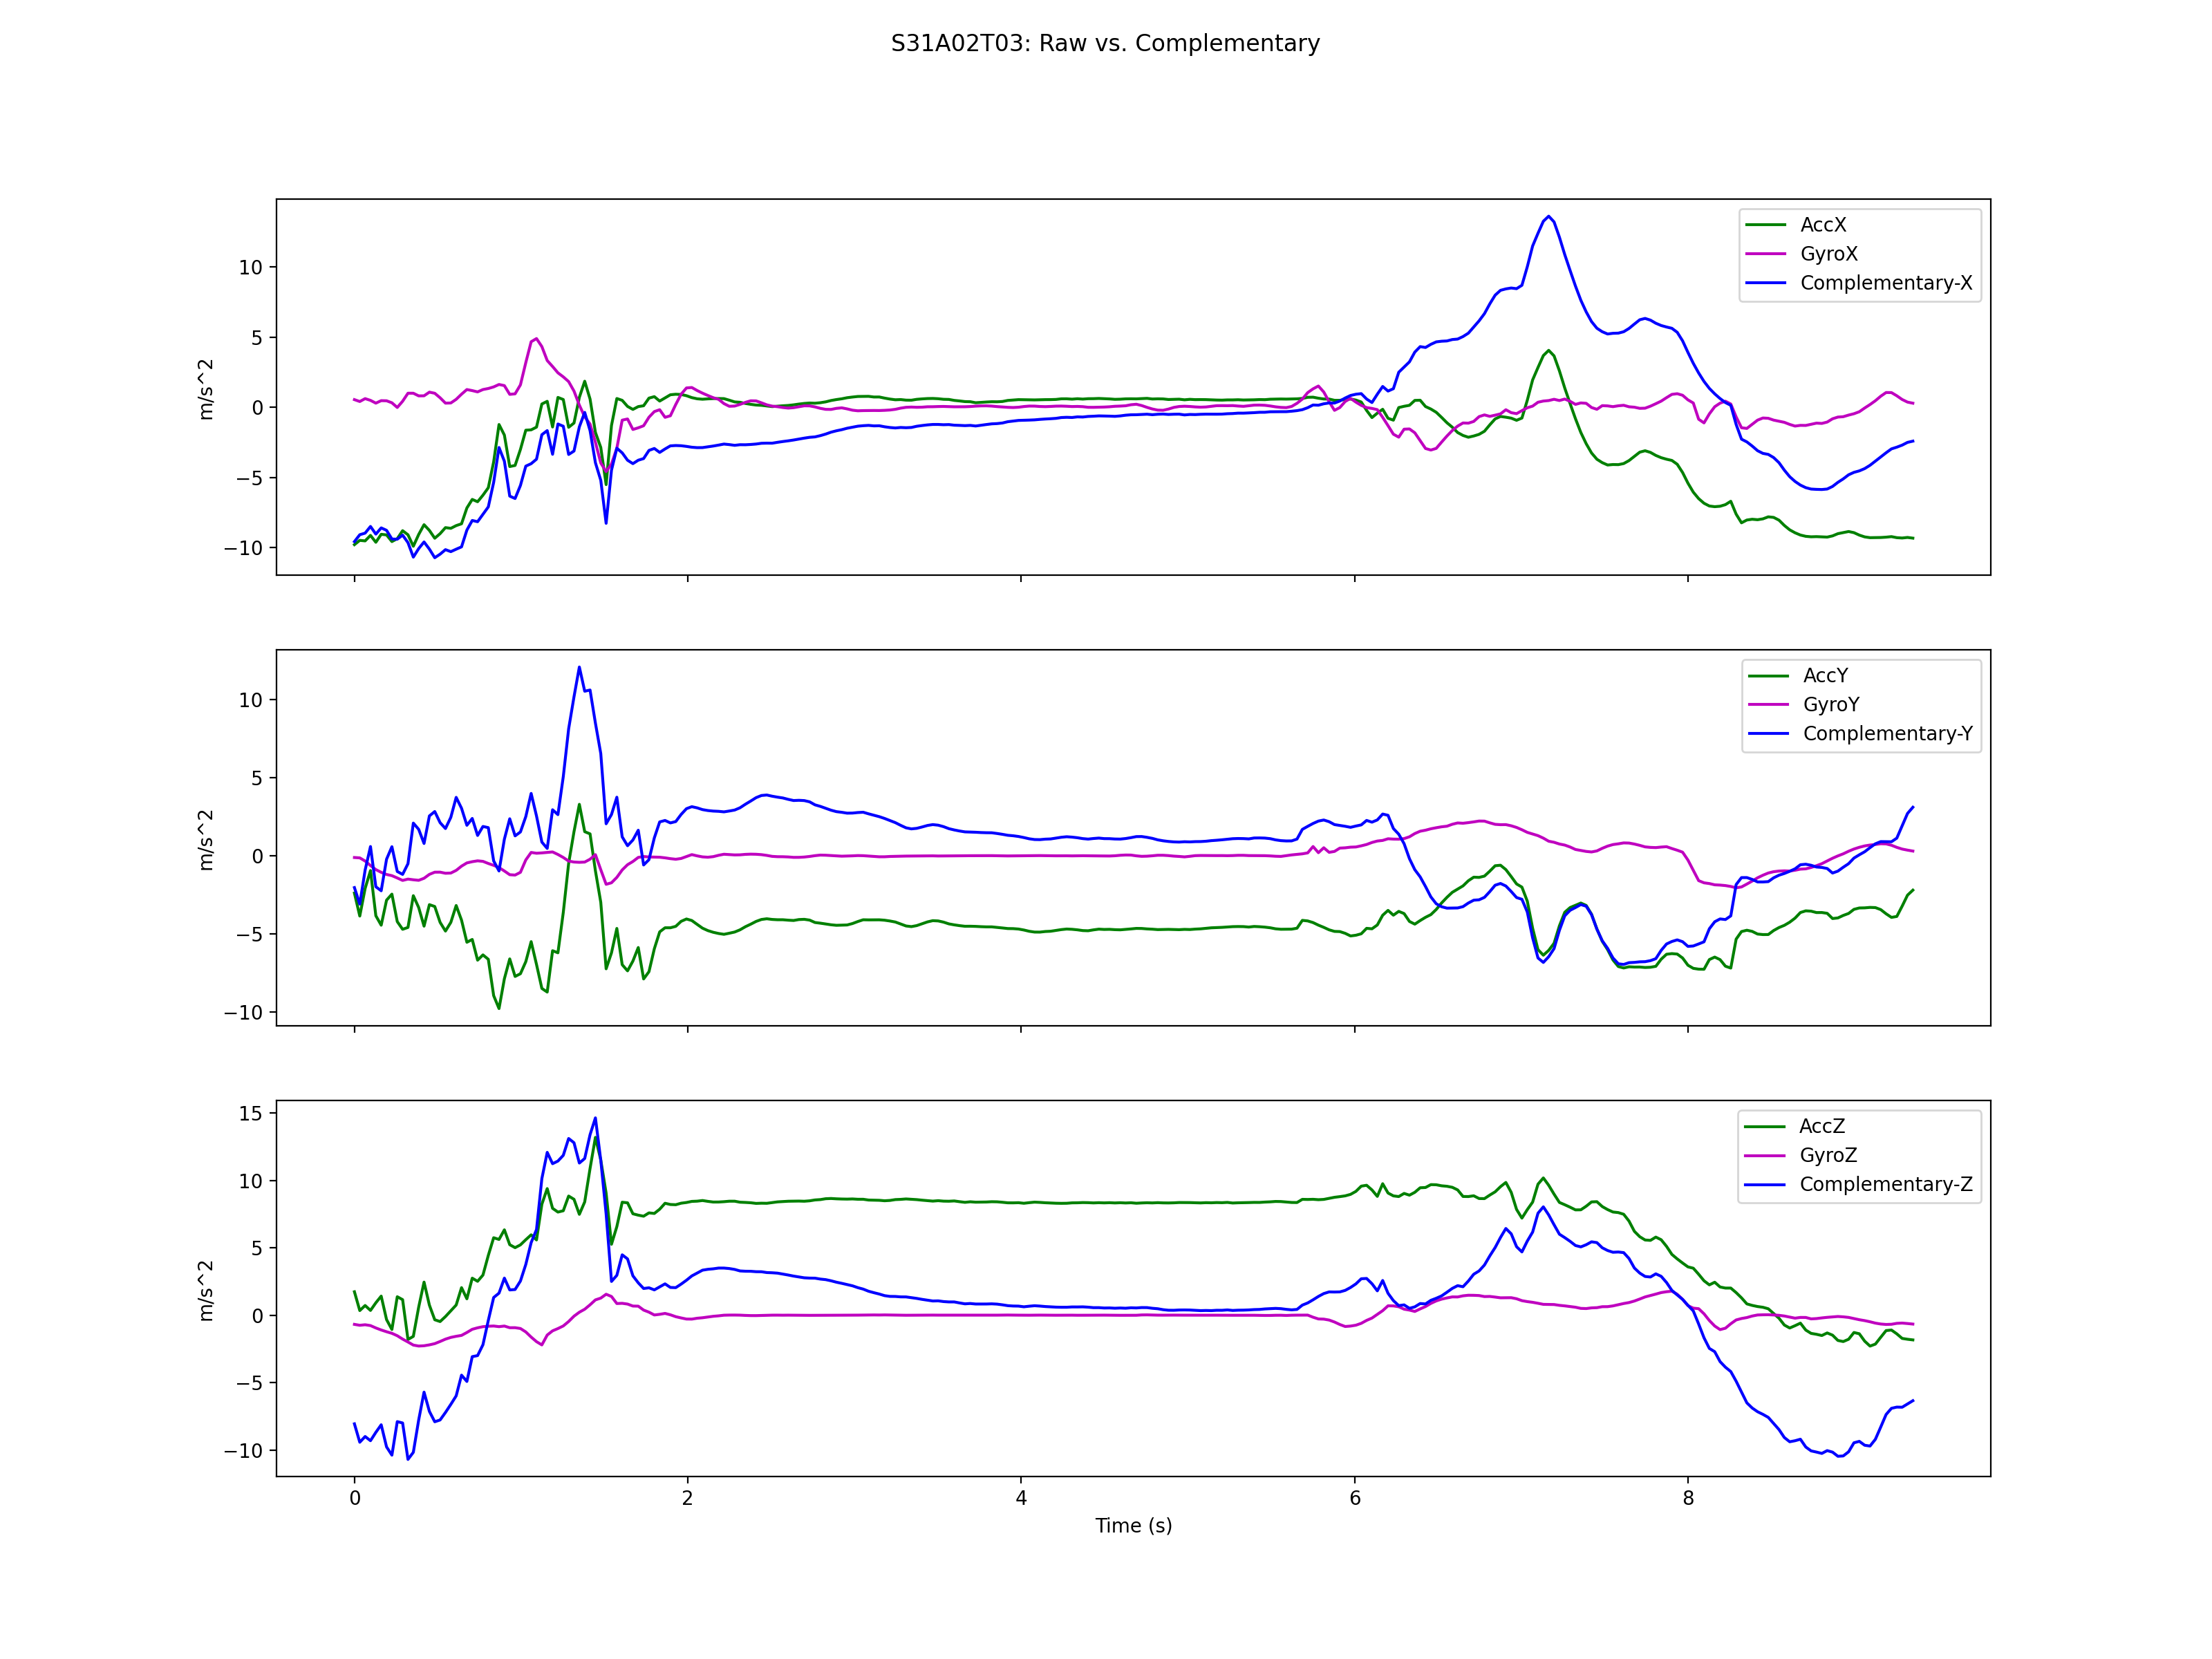 S31A02T03: Raw vs. Complementary
AccX
GyroX
Complementary-X
10
5
0
−5
−10
m/s^2
AccY
GyroY
Complementary-Y
10
5
0
−5
−10
m/s^2
AccZ
GyroZ
Complementary-Z
15
10
5
0
−5
−10
m/s^2
0 2 4 6 8
Time (s)